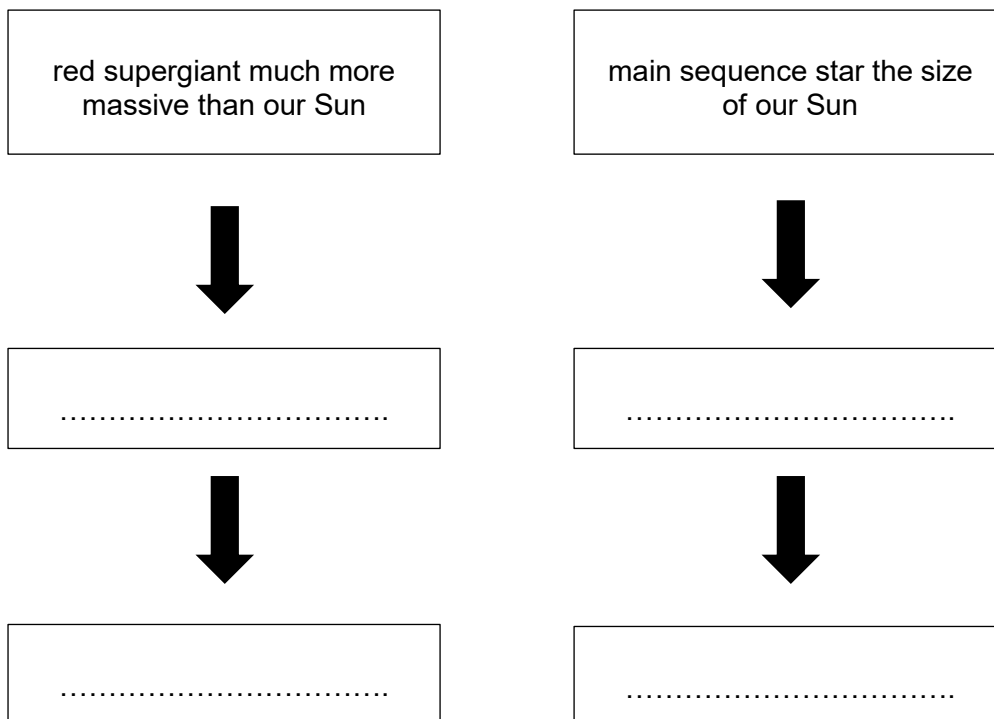 red supergiant much more
massive than our Sun
main sequence star the size
of our Sun
……………………………..
……………………………..
……………………………..
……………………………..